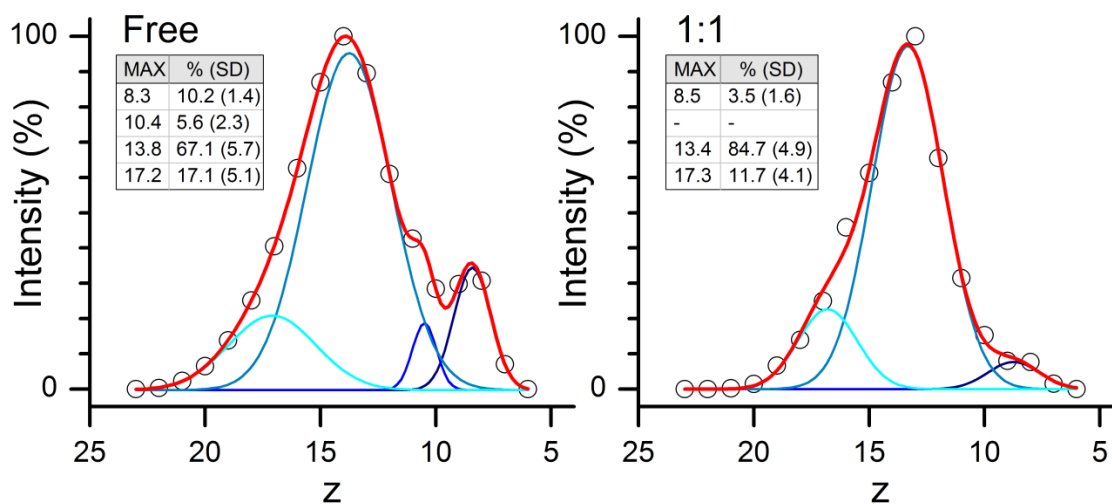 Free
MAX % (SD)
8.3 10.2 (1.4)
10.4 5.6 (2.3)
13.8 67.1 (5.7)
17.2 17.1 (5.1)
100
0
Intensity (%)
25 20 15 10 5
z
1:1
MAX % (SD)
8.5 3.5 (1.6)
- -
13.4 84.7 (4.9)
17.3 11.7 (4.1)
100
0
Intensity (%)
25 20 15 10 5
z